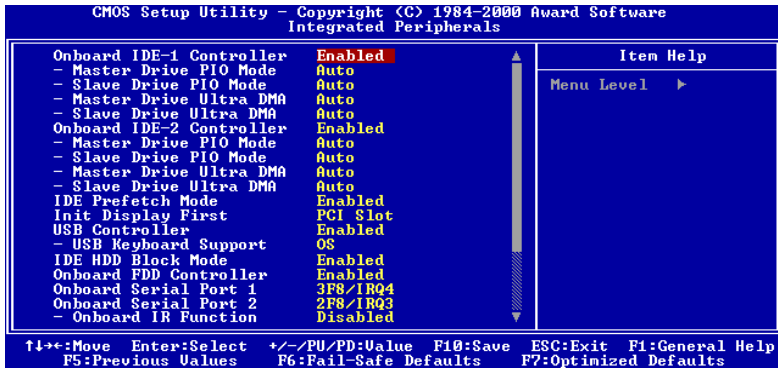 CMOS Setup Utility – Copyright (C) 1984–2000 Award Software
Integrated Peripherals
Onboard IDE-1 Controller Enabled
- Master Drive PIO Mode Auto
- Slave Drive PIO Mode Auto
- Master Drive Ultra DMA Auto
- Slave Drive Ultra DMA Auto
Onboard IDE-2 Controller Enabled
- Master Drive PIO Mode Auto
- Slave Drive PIO Mode Auto
- Master Drive Ultra DMA Auto
- Slave Drive Ultra DMA Auto
IDE Prefetch Mode Enabled
Init Display First PCI Slot
USB Controller Enabled
- USB Keyboard Support OS
IDE HDD Block Mode Enabled
Onboard FDD Controller Enabled
Onboard Serial Port 1 3F8/IRQ4
Onboard Serial Port 2 2F8/IRQ3
- Onboard IR Function Disabled
Item Help
Menu Level ►
↑↓→←:Move Enter:Select +/-/PU/PD:Value F10:Save ESC:Exit F1:General Help
F5:Previous Values F6:Fail-Safe Defaults F7:Optimized Defaults